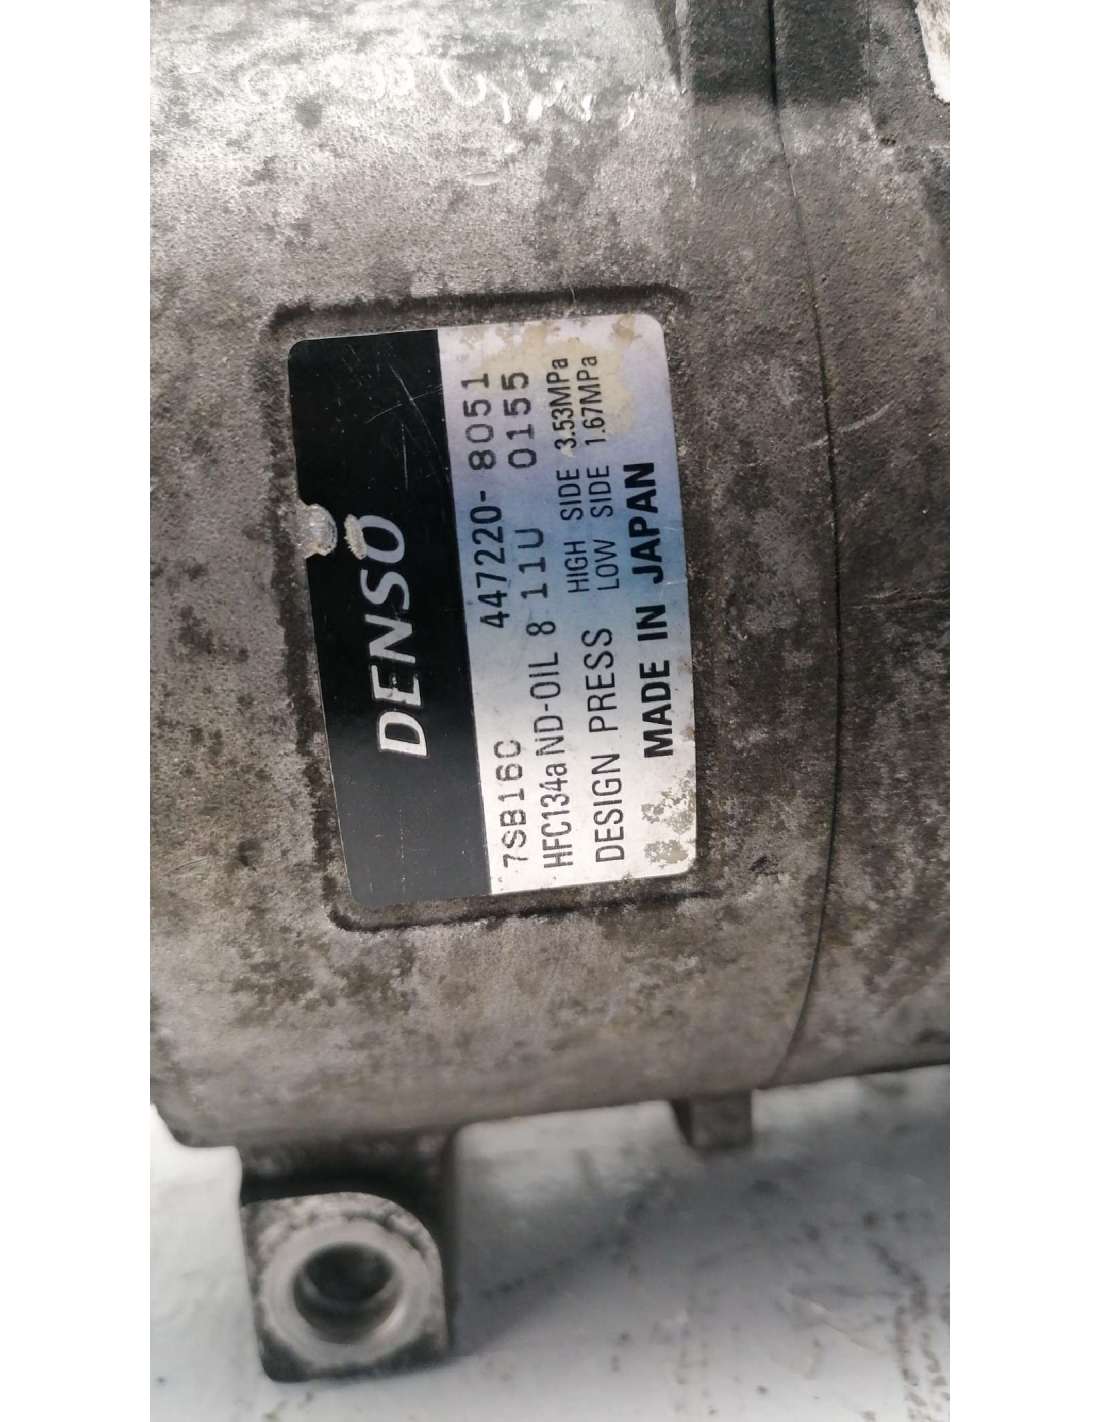 DENSO
7SB16C 447220-8051
HFC134a ND-OIL 8 11U 0155
DESIGN PRESS HIGH SIDE 3.53MPa
LOW SIDE 1.67MPa
MADE IN JAPAN